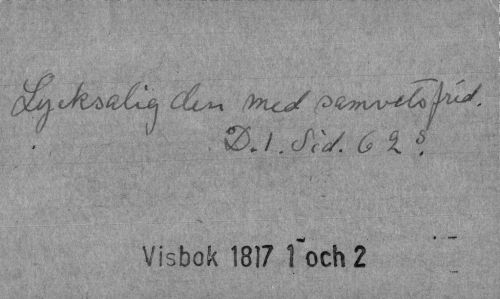 Lycksalig den med samvetsfrid.
D. 1. Sid. 62
Visbok 1817 1 och 2